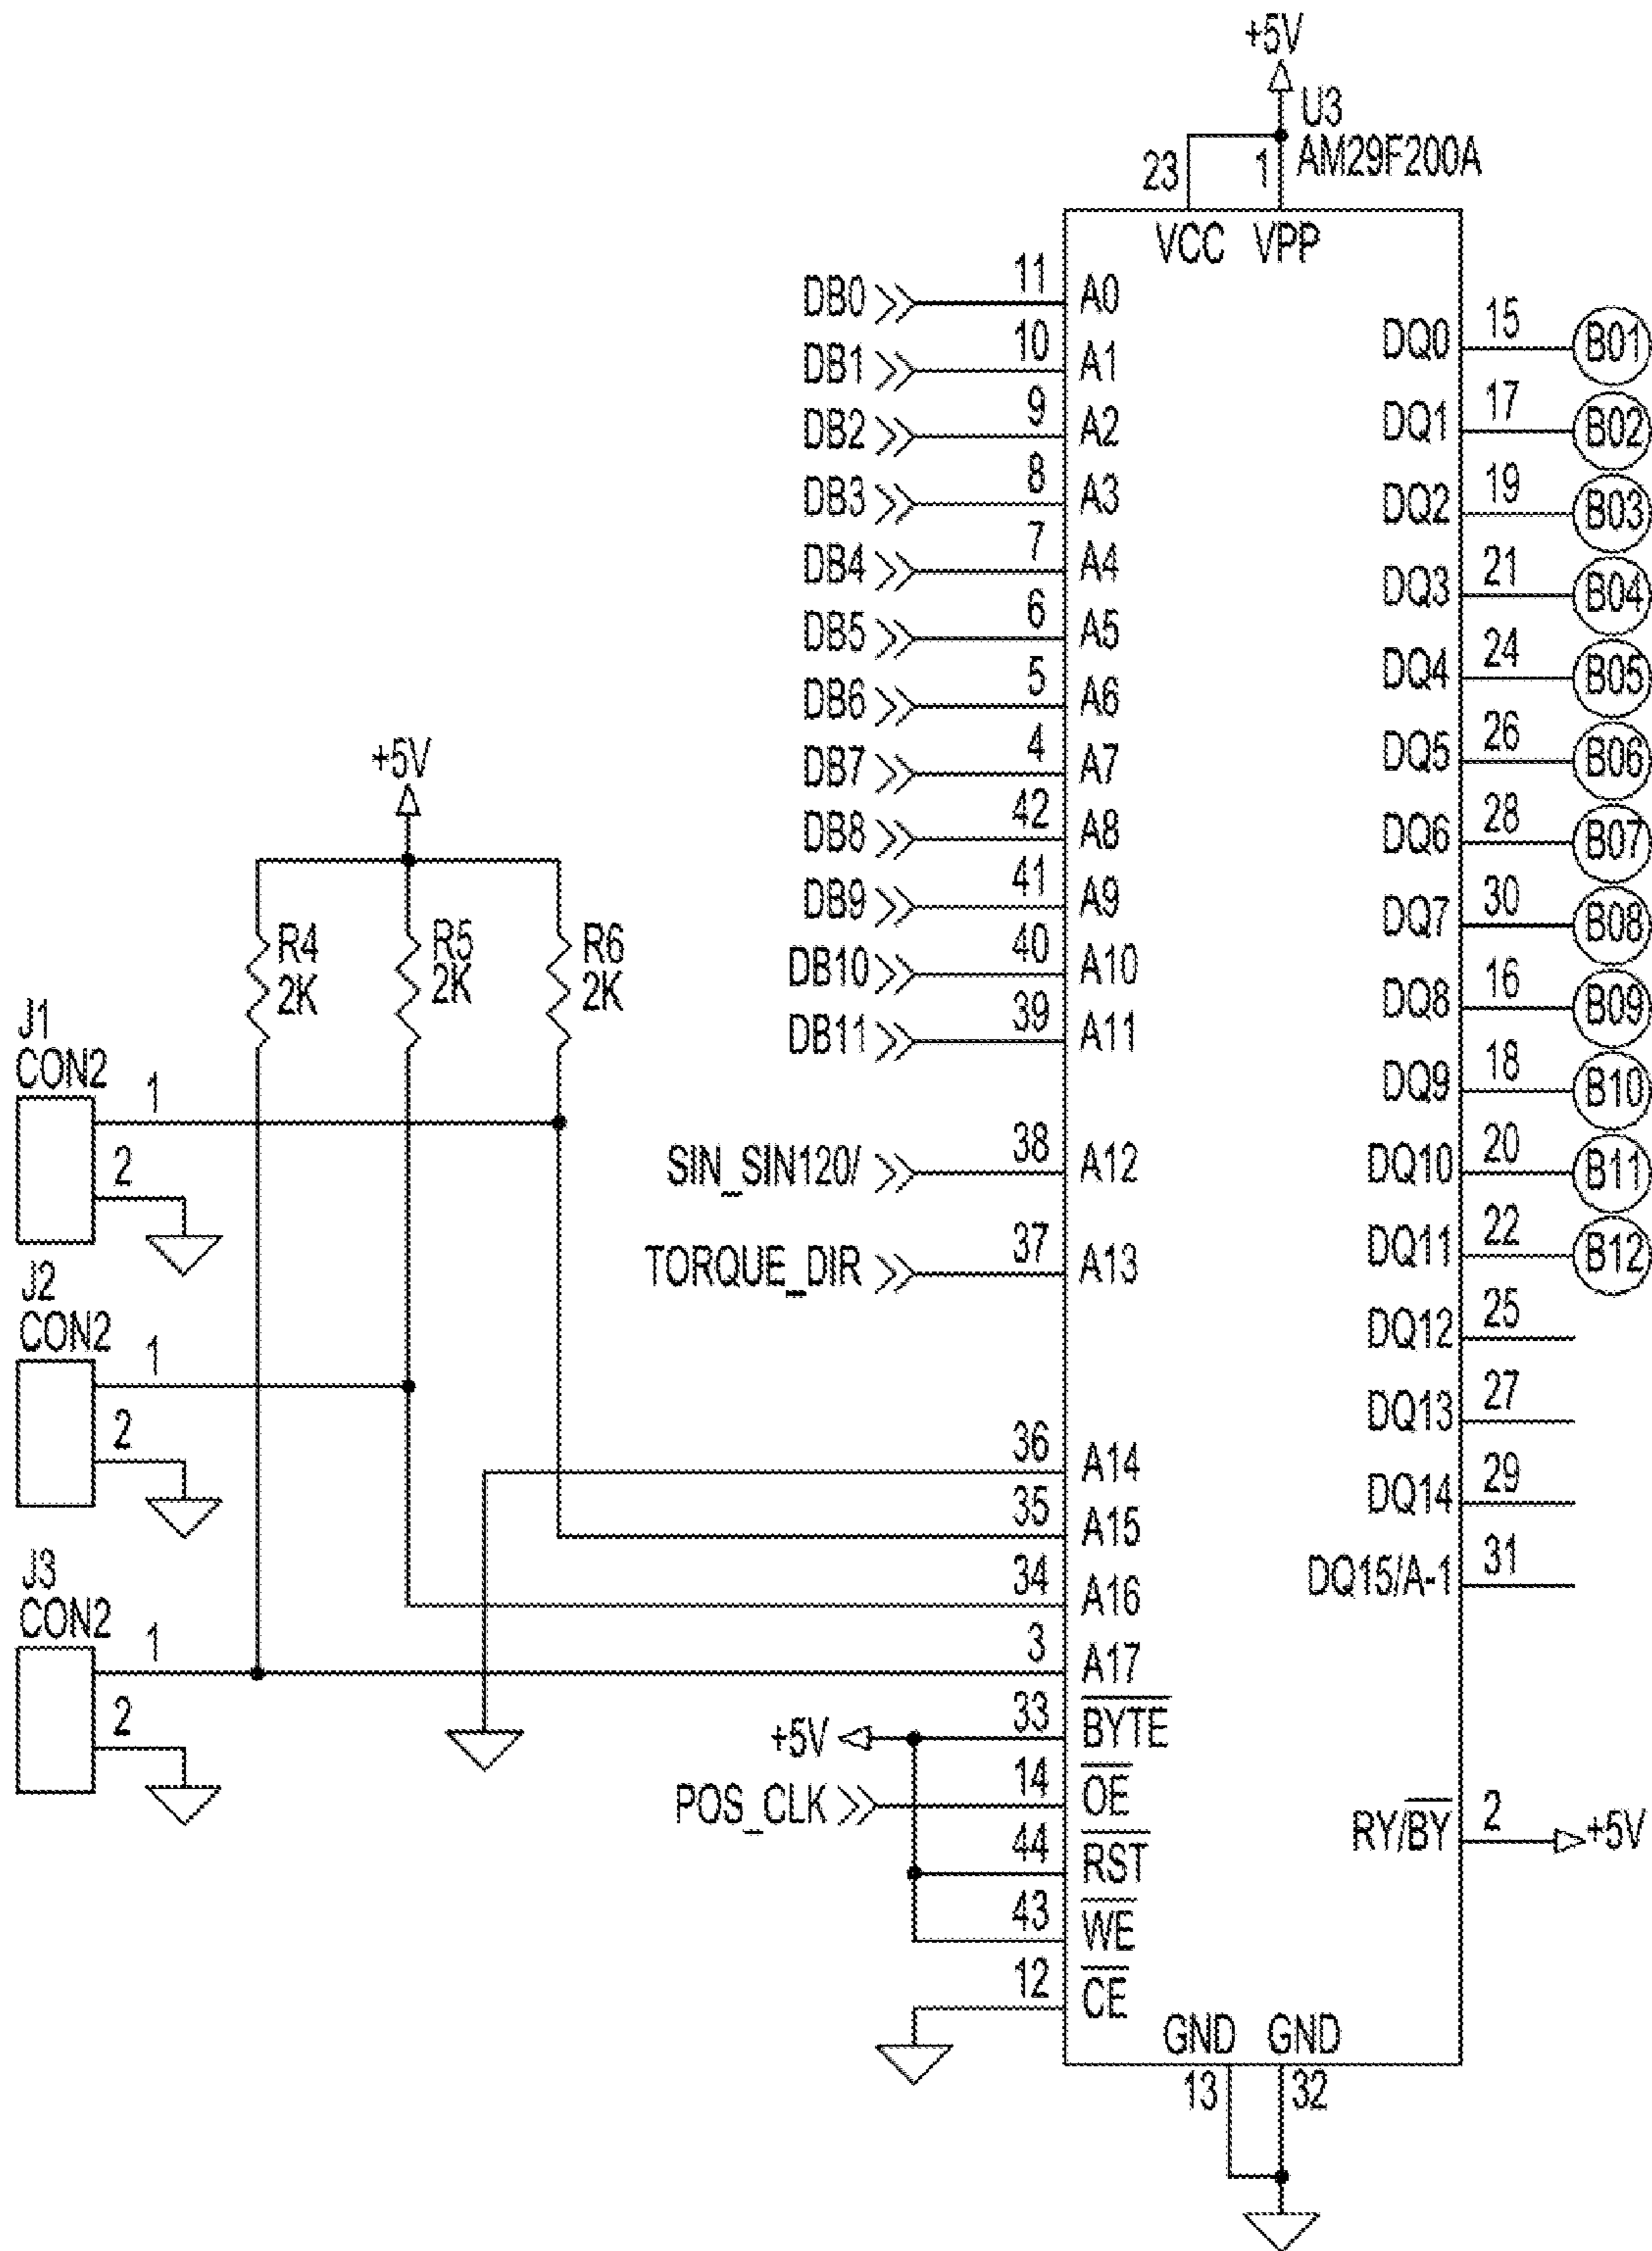 +5V
U3
AM29F200A
23
1
VCC
VPP
DB0
11
A0
DB1
10
A1
DB2
9
A2
DB3
8
A3
DB4
7
A4
DB5
6
A5
DB6
5
A6
DB7
4
A7
DB8
42
A8
DB9
41
A9
DB10
40
A10
DB11
39
A11
SIN_SIN120/
38
A12
TORQUE_DIR
37
A13
36
A14
35
A15
34
A16
3
A17
+5V
33
BYTE
POS_CLK
14
OE
44
RST
43
WE
12
CE
DQ0
15
B01
DQ1
17
B02
DQ2
19
B03
DQ3
21
B04
DQ4
24
B05
DQ5
26
B06
DQ6
28
B07
DQ7
30
B08
DQ8
16
B09
DQ9
18
B10
DQ10
20
B11
DQ11
22
B12
DQ12
25
DQ13
27
DQ14
29
DQ15/A-1
31
RY/BY
2
+5V
GND
GND
13
32
+5V
R4
2K
R5
2K
R6
2K
J1
CON2
1
2
J2
CON2
1
2
J3
CON2
1
2